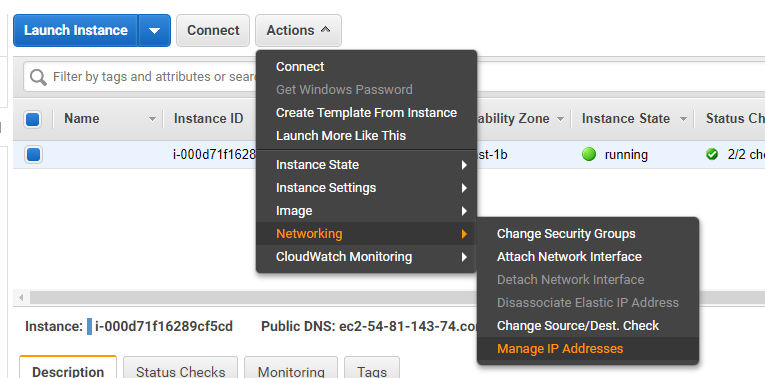 Launch Instance Connect Actions
Filter by tags and attributes or sear
Connect
Get Windows Password
Create Template From Instance
Launch More Like This
Name Instance ID ability Zone Instance State Status Ch
i-000d71f1628 st-1b running 2/2 che
Instance State
Instance Settings
Image
Networking
CloudWatch Monitoring
Change Security Groups
Attach Network Interface
Detach Network Interface
Disassociate Elastic IP Address
Change Source/Dest. Check
Manage IP Addresses
Instance: i-000d71f16289cf5cd Public DNS: ec2-54-81-143-74.co
Description Status Checks Monitoring Tags